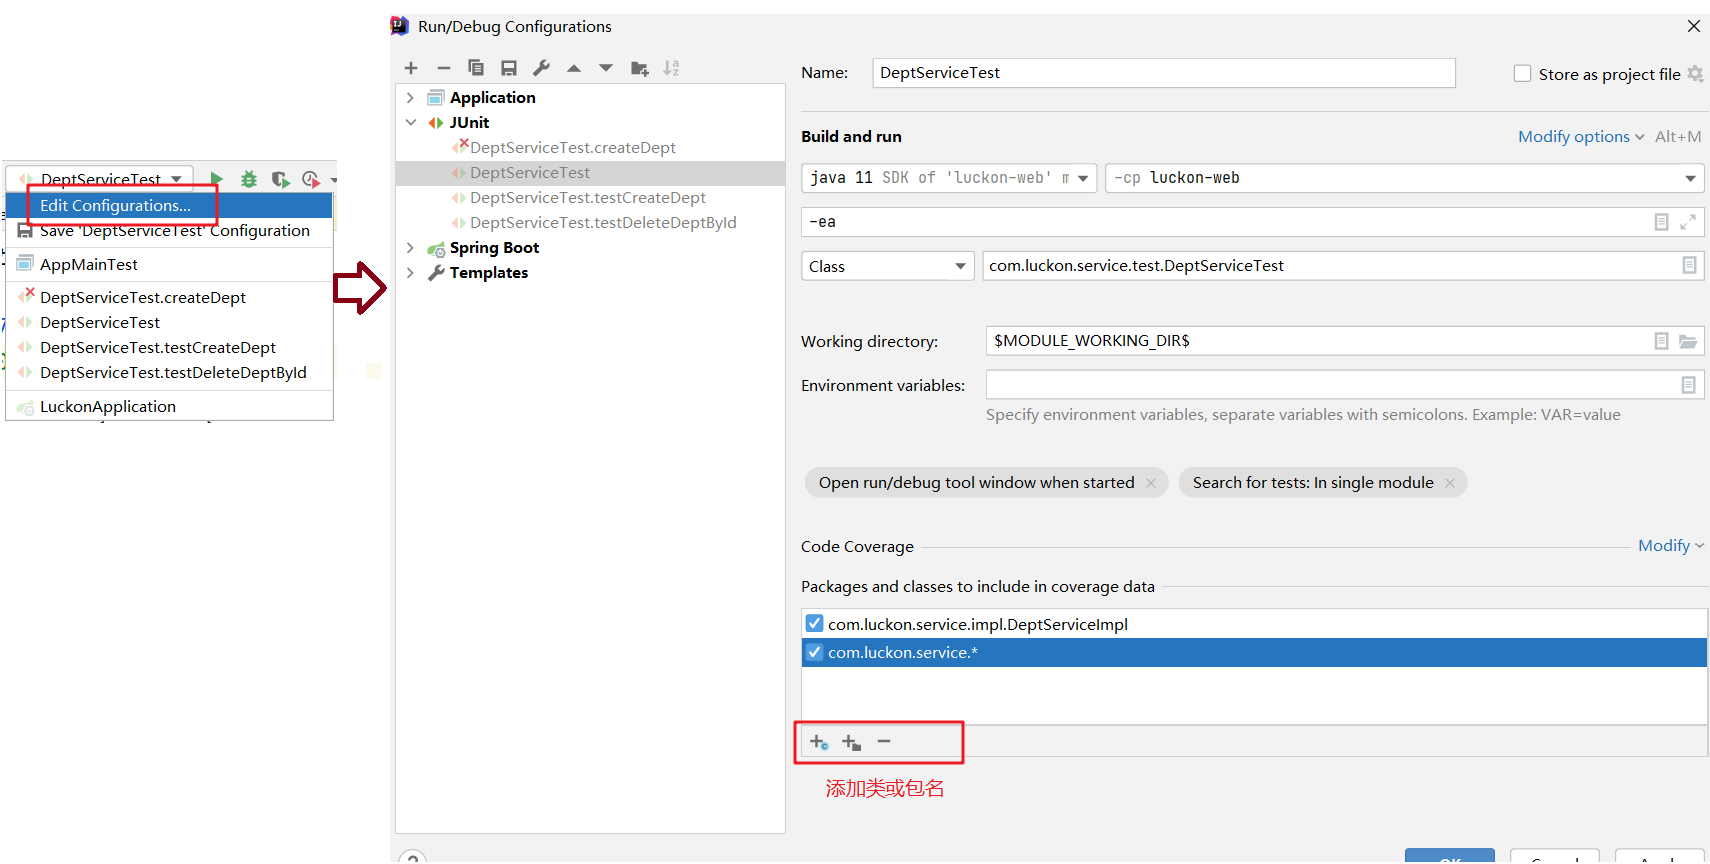 DeptServiceTest
Edit Configurations...
Save 'DeptServiceTest' Configuration
AppMainTest
DeptServiceTest.createDept
DeptServiceTest
DeptServiceTest.testCreateDept
DeptServiceTest.testDeleteDeptById
LuckonApplication
Run/Debug Configurations
Application
JUnit
DeptServiceTest.createDept
DeptServiceTest
DeptServiceTest.testCreateDept
DeptServiceTest.testDeleteDeptById
Spring Boot
Templates
Name: DeptServiceTest Store as project file
Build and run Modify options Alt+M
java 11 SDK of 'luckon-web' m -cp luckon-web
-ea
Class com.luckon.service.test.DeptServiceTest
Working directory: $MODULE_WORKING_DIR$
Environment variables:
Specify environment variables, separate variables with semicolons. Example: VAR=value
Open run/debug tool window when started Search for tests: In single module
Code Coverage Modify
Packages and classes to include in coverage data
com.luckon.service.impl.DeptServiceImpl
com.luckon.service.*
添加类或包名